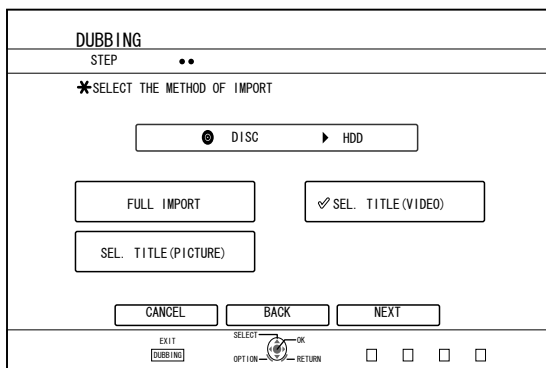 DUBBING
STEP
*SELECT THE METHOD OF IMPORT
DISC ▶ HDD
FULL IMPORT
✓SEL. TITLE(VIDEO)
SEL. TITLE(PICTURE)
CANCEL BACK NEXT
EXIT
DUBBING
SELECT OK
OPTION RETURN